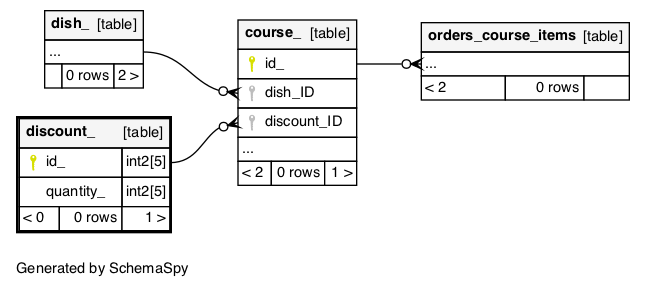 dish_ [table]
...
0 rows 2 >
discount_ [table]
id_ int2[5]
quantity_ int2[5]
< 0 0 rows 1 >
course_ [table]
id_
dish_ID
discount_ID
...
< 2 0 rows 1 >
orders_course_items [table]
...
< 2 0 rows
Generated by SchemaSpy